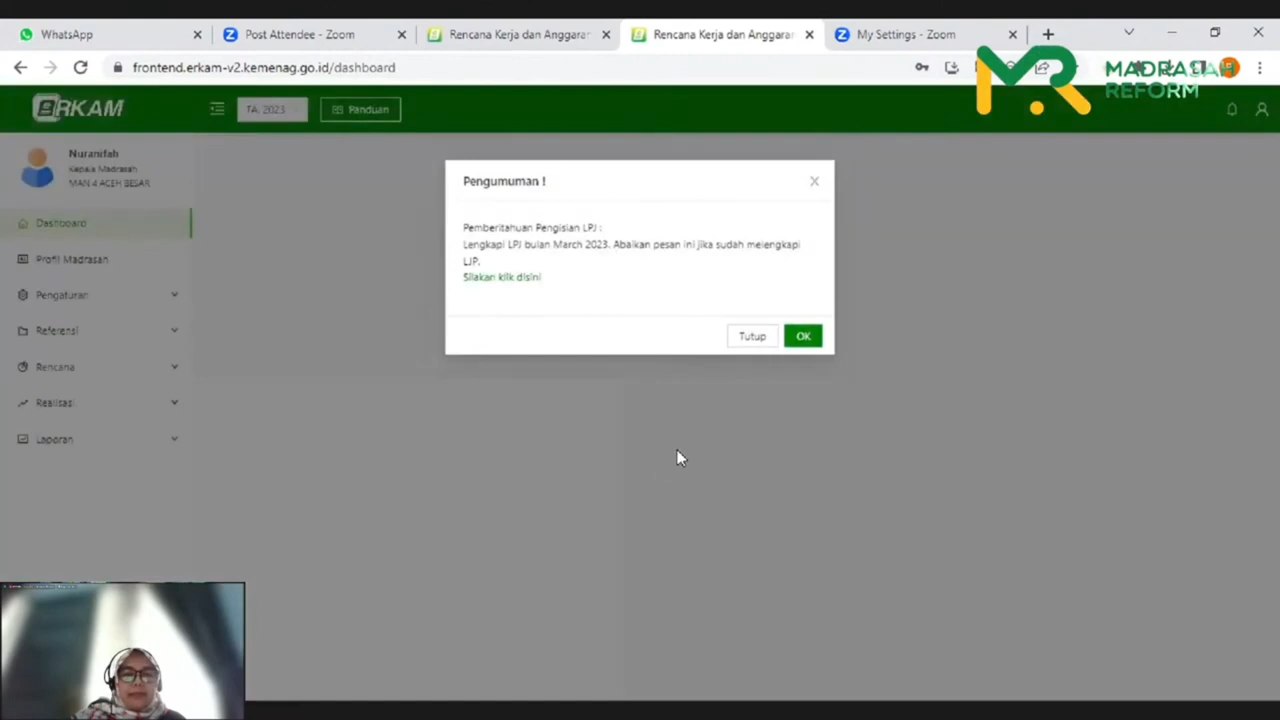 WhatsApp
Post Attendee - Zoom
Rencana Kerja dan Anggaran
Rencana Kerja dan Anggaran
My Settings - Zoom
frontend.erkam-v2.kemenag.go.id/dashboard
MADRASAH
REFORM
ERKAM
TA. 2023
Panduan
Nuranifah
Kepala Madrasah
MAN 4 ACEH BESAR
Dashboard
Profil Madrasah
Pengaturan
Referensi
Rencana
Realisasi
Laporan
Pengumuman !
Pemberitahuan Pengisian LPJ :
Lengkapi LPJ bulan March 2023. Abaikan pesan ini jika sudah melengkapi
LJP.
Silakan klik disini
Tutup
OK